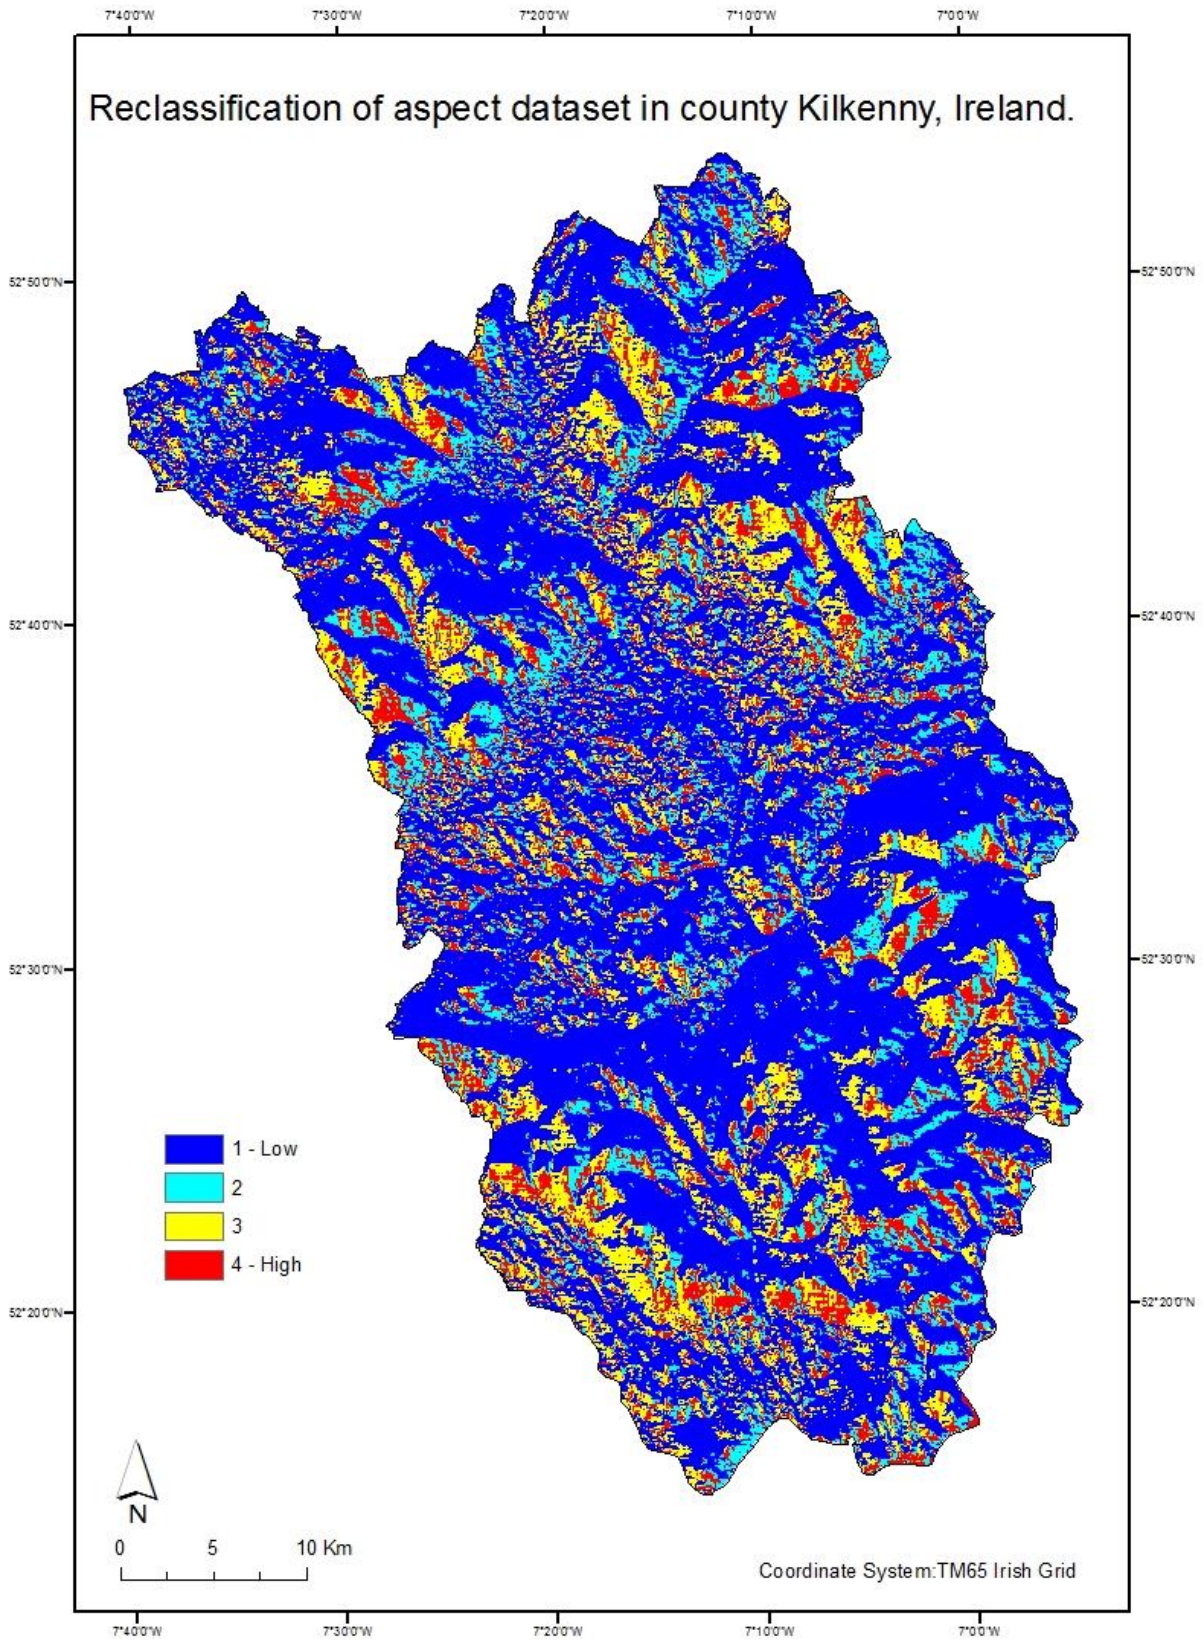 7°40'0"W 7°30'0"W 7°20'0"W 7°10'0"W 7°0'0"W
Reclassification of aspect dataset in county Kilkenny, Ireland.
52°50'0"N 52°50'0"N
52°40'0"N 52°40'0"N
52°30'0"N 52°30'0"N
1 - Low
2
3
4 - High
52°20'0"N 52°20'0"N
N
0 5 10 Km
Coordinate System:TM65 Irish Grid
7°40'0"W 7°30'0"W 7°20'0"W 7°10'0"W 7°0'0"W